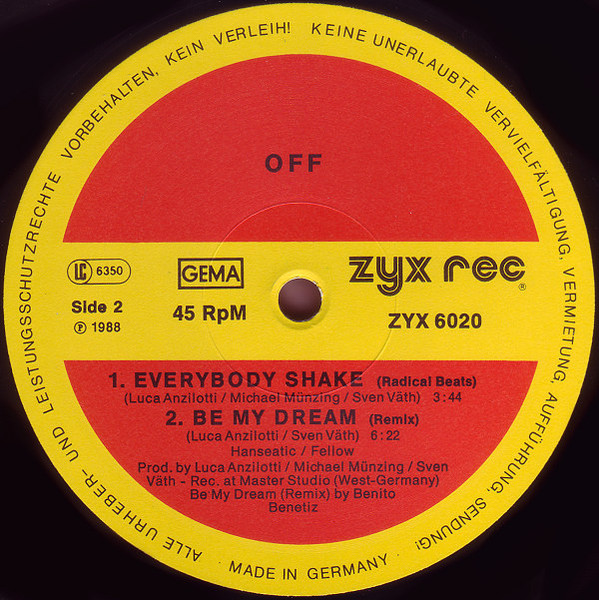 ALLE URHEBER- UND LEISTUNGSSCHUTZRECHTE VORBEHALTEN, KEIN VERLEIH! KEINE UNERLAUBTE VERVIELFÄLTIGUNG, VERMIETUNG, AUFFÜHRUNG, SENDUNG!
OFF
LC 6350
GEMA
zyx rec ®
Side 2
45 RpM
ZYX 6020
℗ 1988
1. EVERYBODY SHAKE (Radical Beats)
(Luca Anzilotti / Michael Münzing / Sven Väth) 3:44
2. BE MY DREAM (Remix)
(Luca Anzilotti / Sven Väth) 6:22
Hanseatic / Fellow
Prod. by Luca Anzilotti / Michael Münzing / Sven
Väth - Rec. at Master Studio (West-Germany)
Be My Dream (Remix) by Benito
Benetiz
· MADE IN GERMANY ·